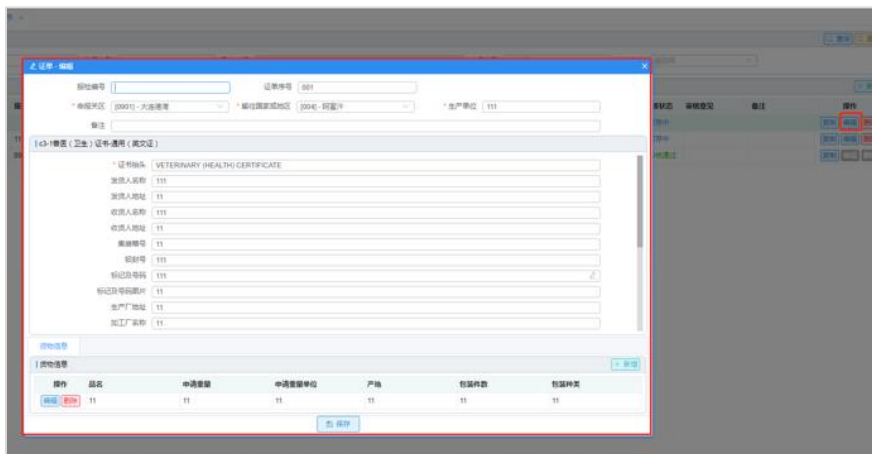 查询
证单 - 编辑
报检编号
证单序号 001
* 申报关区 [0901] - 大连港湾
* 输往国家或地区 [004] - 阿富汗
* 生产单位 111
备注
审核意见 备注 操作
c3-1兽医（卫生）证书-通用（英文证）
* 证书抬头 VETERINARY (HEALTH) CERTIFICATE
发货人名称 111
发货人地址 11
收货人名称 111
收货人地址 11
集装箱号 11
铅封号 111
标记及号码 111
标记及号码图片 11
生产厂地址 11
加工厂名称 11
复制 编辑
货物信息
货物信息 + 新增
操作 品名 申请重量 申请重量单位 产地 包装件数 包装种类
编辑 删除 11 11 11 11 11 11
保存